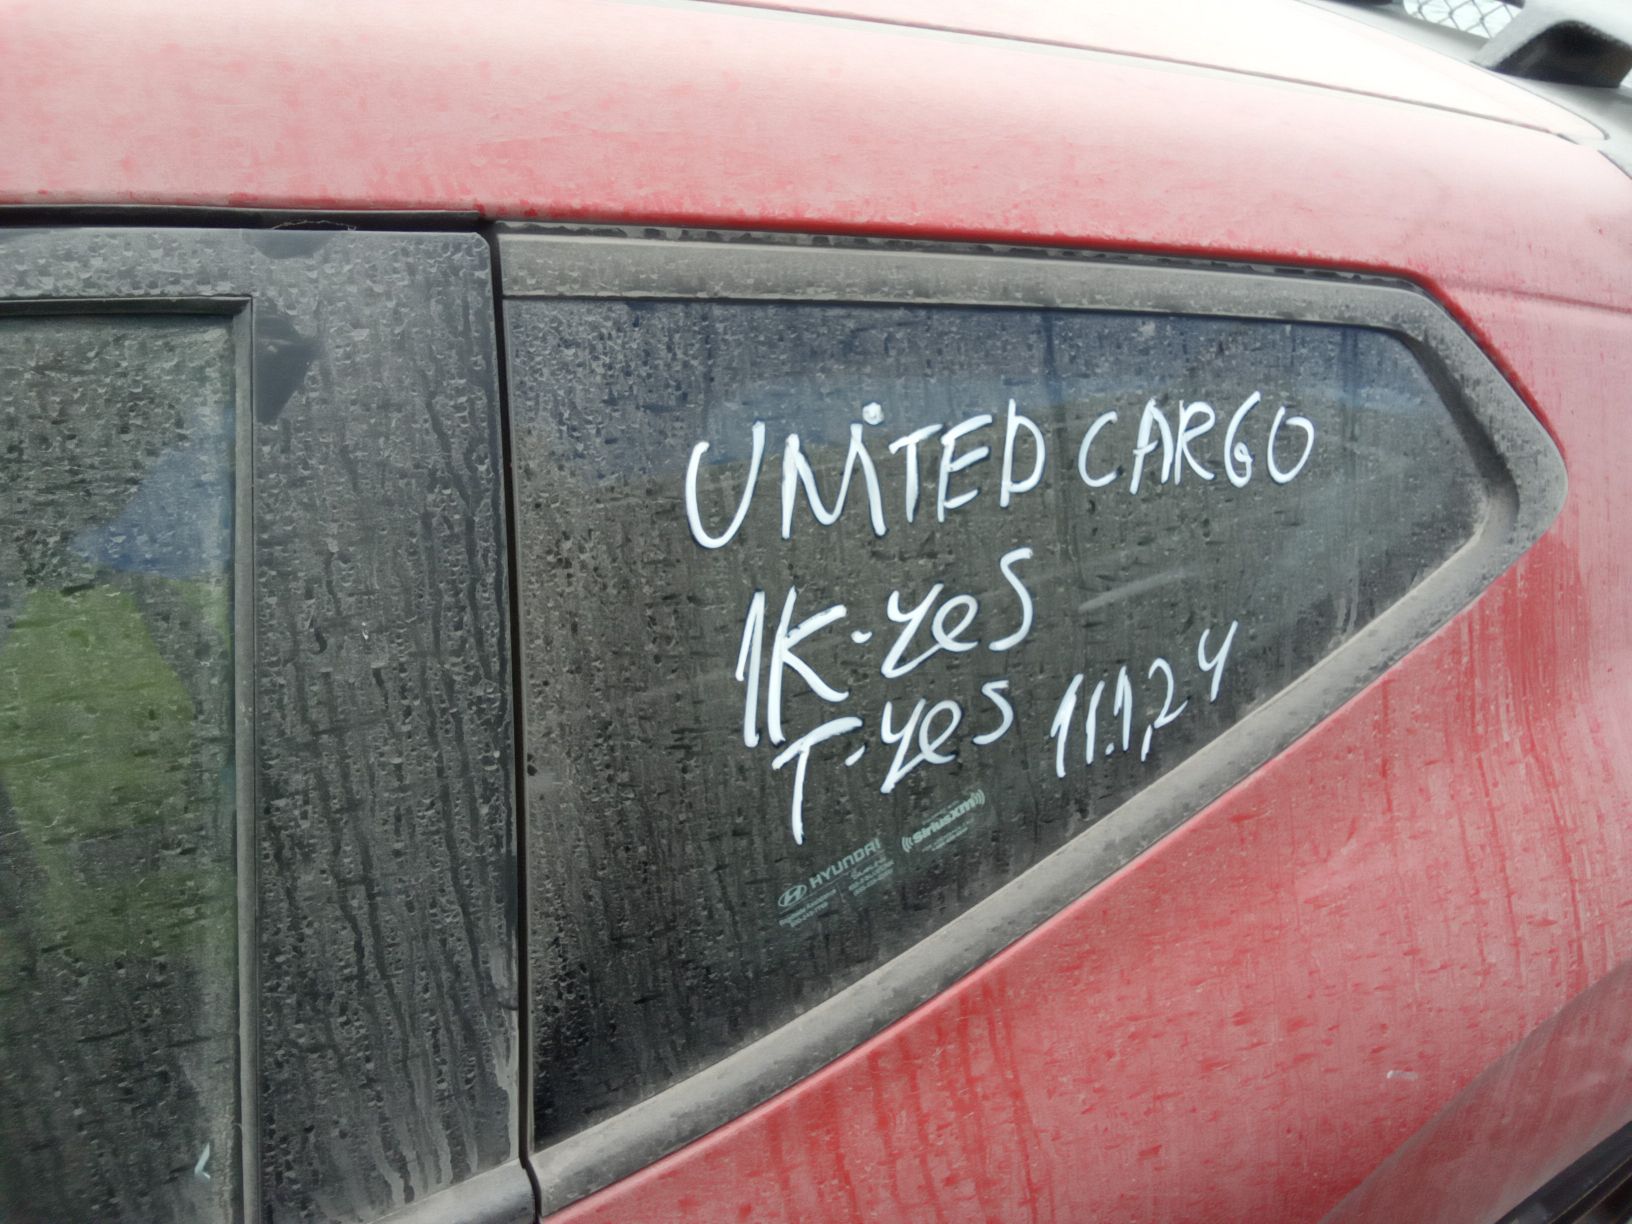 UNITED CARGO
1K-yes
T-yes 11.1,24
HYUNDAI
((SiriusXM))